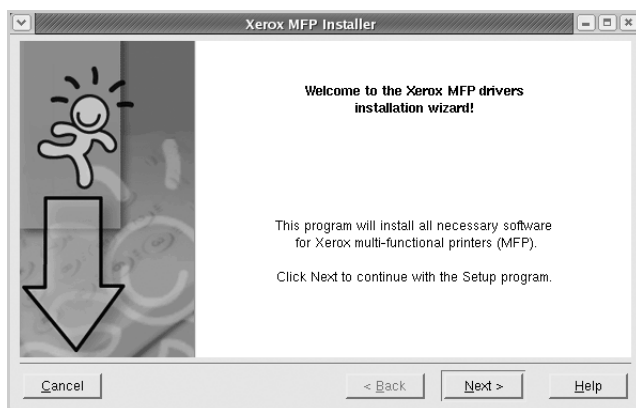 Xerox MFP Installer
Welcome to the Xerox MFP drivers
installation wizard!
This program will install all necessary software
for Xerox multi-functional printers (MFP).
Click Next to continue with the Setup program.
Cancel
< Back
Next >
Help